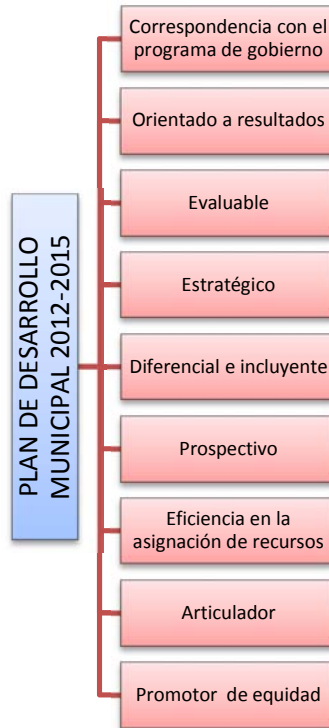 PLAN DE DESARROLLO
MUNICIPAL 2012-2015
Correspondencia con el
programa de gobierno
Orientado a resultados
Evaluable
Estratégico
Diferencial e incluyente
Prospectivo
Eficiencia en la
asignación de recursos
Articulador
Promotor de equidad